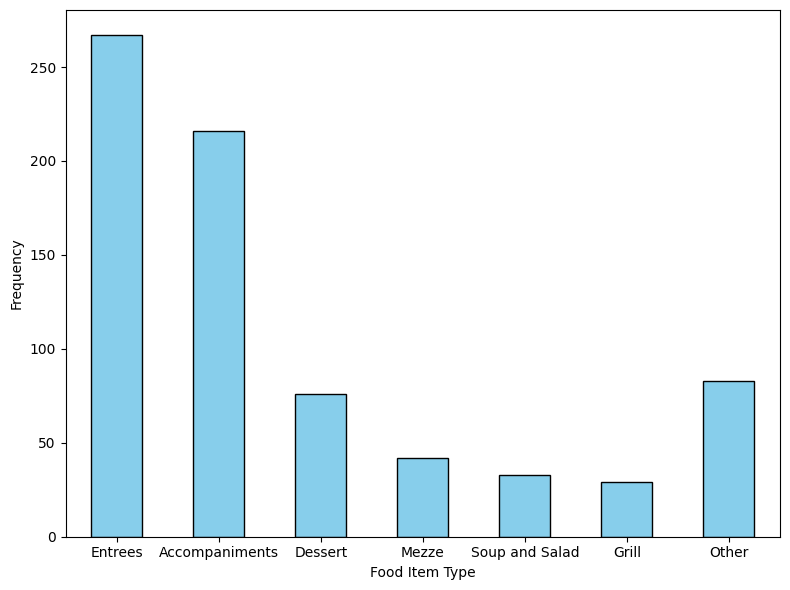 250
200
150
100
50
0
Frequency
Entrees Accompaniments Dessert Mezze Soup and Salad Grill Other
Food Item Type